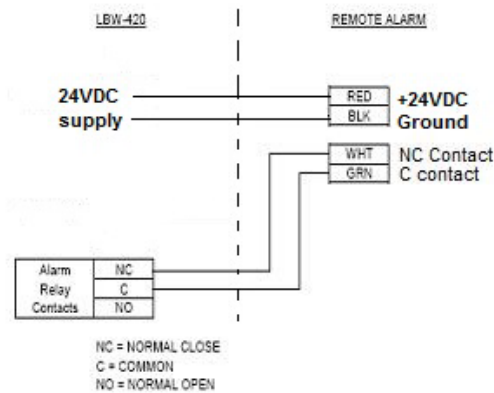 LBW-420
REMOTE ALARM
24VDC
supply
RED
+24VDC
BLK
Ground
WHT
NC Contact
GRN
C contact
Alarm
Relay
Contacts
NC
C
NO
NC = NORMAL CLOSE
C = COMMON
NO = NORMAL OPEN